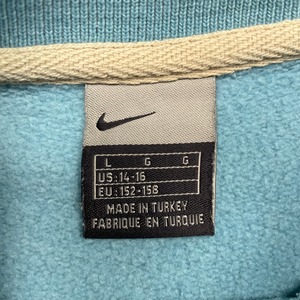 L G G
US: 14-16
EU: 152-158
MADE IN TURKEY
FABRIQUE EN TURQUIE